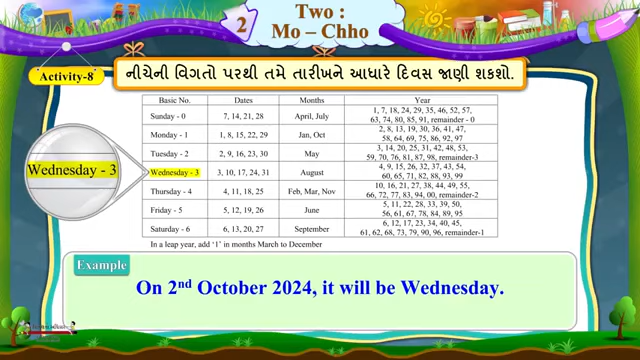 2
Two :
Mo – Chho
Activity-8
નીચેની વિગતો પરથી તમે તારીખને આધારે દિવસ જાણી શકશો.
Basic No. Dates Months Year
Sunday - 0 7, 14, 21, 28 April, July 1, 7, 18, 24, 29, 35, 46, 52, 57,
63, 74, 80, 85, 91, remainder - 0
Monday - 1 1, 8, 15, 22, 29 Jan, Oct 2, 8, 13, 19, 30, 36, 41, 47,
58, 64, 69, 75, 86, 92, 97
Tuesday - 2 2, 9, 16, 23, 30 May 3, 14, 20, 25, 31, 42, 48, 53,
59, 70, 76, 81, 87, 98, remainder-3
Wednesday - 3 3, 10, 17, 24, 31 August 4, 9, 15, 26, 32, 37, 43, 54,
60, 65, 71, 82, 88, 93, 99
Thursday - 4 4, 11, 18, 25 Feb, Mar, Nov 10, 16, 21, 27, 38, 44, 49, 55,
66, 72, 77, 83, 94, 00, remainder-2
Friday - 5 5, 12, 19, 26 June 5, 11, 22, 28, 33, 39, 50,
56, 61, 67, 78, 84, 89, 95
Saturday - 6 6, 13, 20, 27 September 6, 12, 17, 23, 34, 40, 45,
61, 62, 68, 73, 79, 90, 96, remainder-1
In a leap year, add ‘1’ in months March to December
Wednesday - 3
Example
On 2nd October 2024, it will be Wednesday.